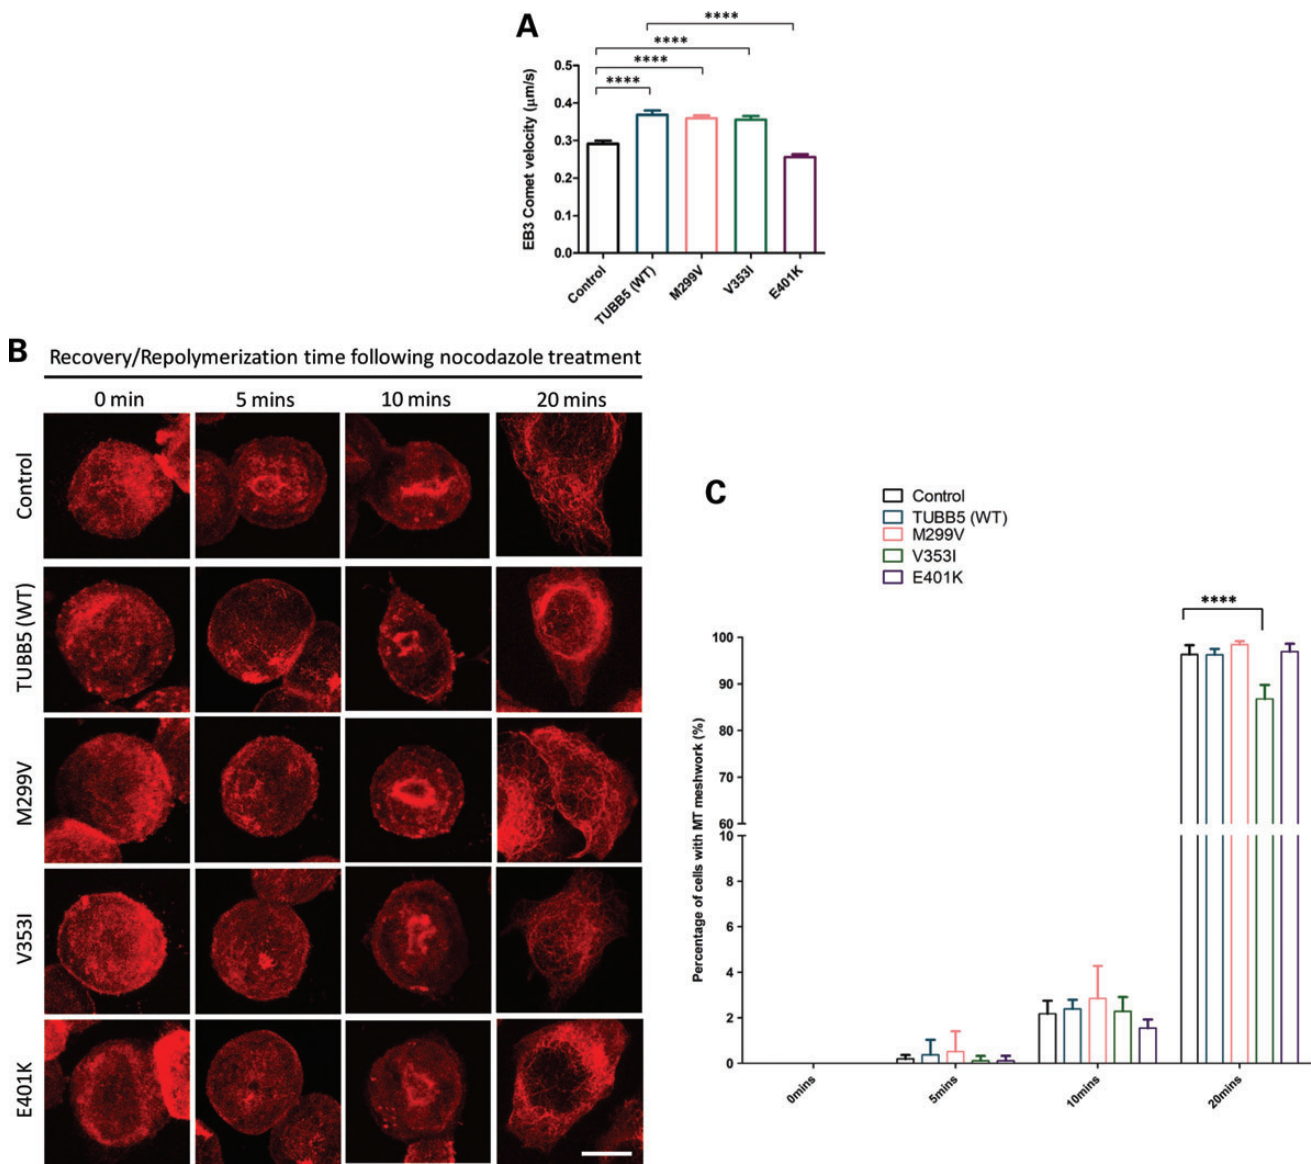 A
****
****
****
****
EB3 Comet velocity (μm/s)
0.5
0.4
0.3
0.2
0.1
0.0
Control
TUBB5 (WT)
M299V
V353I
E401K
B
Recovery/Repolymerization time following nocodazole treatment
0 min
5 mins
10 mins
20 mins
Control
TUBB5 (WT)
M299V
V353I
E401K
C
Control
TUBB5 (WT)
M299V
V353I
E401K
****
Percentage of cells with MT meshwork (%)
100
90
80
70
60
10
8
6
4
2
0
0mins
5mins
10mins
20mins